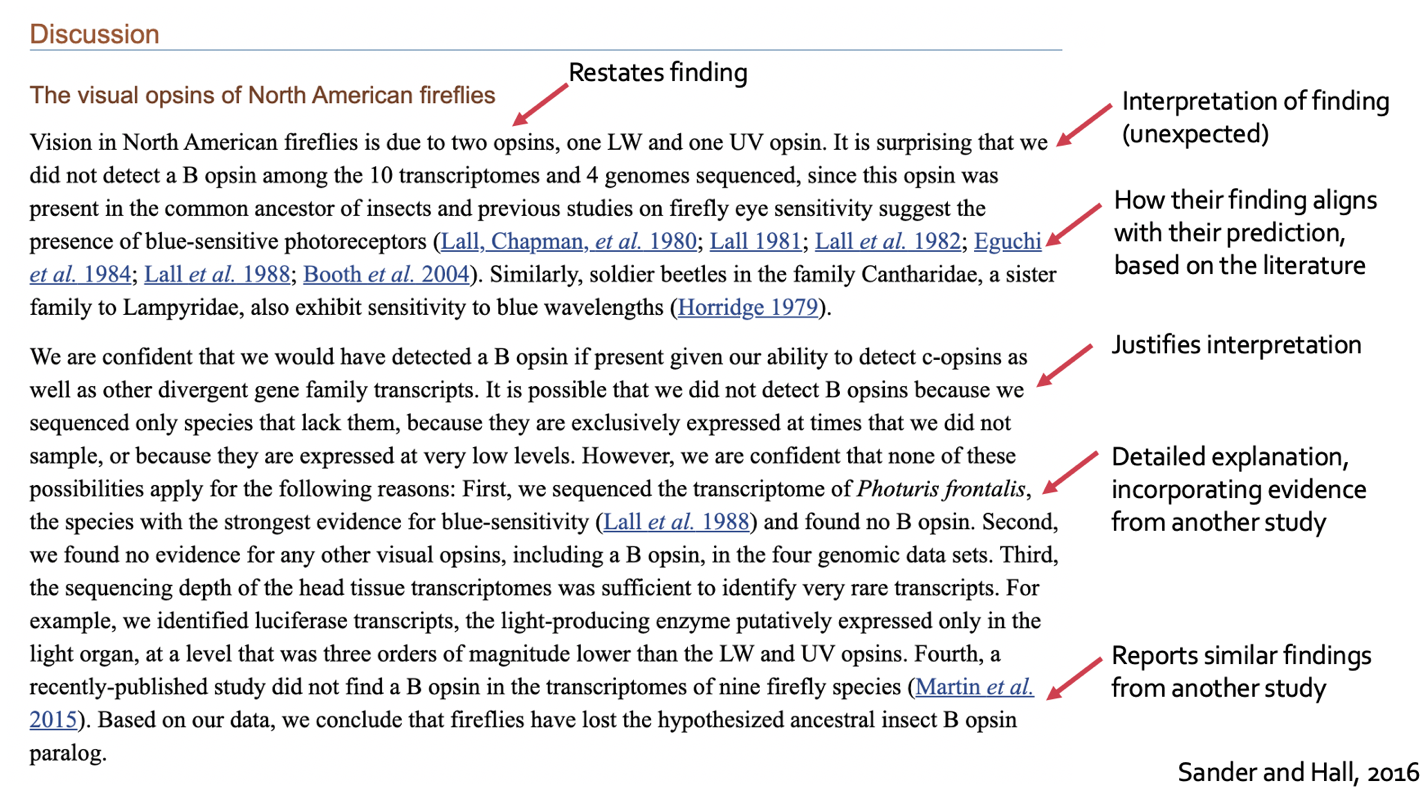 Discussion
Restates finding
The visual opsins of North American fireflies
Interpretation of finding
(unexpected)
Vision in North American fireflies is due to two opsins, one LW and one UV opsin. It is surprising that we
did not detect a B opsin among the 10 transcriptomes and 4 genomes sequenced, since this opsin was
present in the common ancestor of insects and previous studies on firefly eye sensitivity suggest the
presence of blue-sensitive photoreceptors (Lall, Chapman, et al. 1980; Lall 1981; Lall et al. 1982; Eguchi
et al. 1984; Lall et al. 1988; Booth et al. 2004). Similarly, soldier beetles in the family Cantharidae, a sister
family to Lampyridae, also exhibit sensitivity to blue wavelengths (Horridge 1979).
How their finding aligns
with their prediction,
based on the literature
We are confident that we would have detected a B opsin if present given our ability to detect c-opsins as
well as other divergent gene family transcripts. It is possible that we did not detect B opsins because we
sequenced only species that lack them, because they are exclusively expressed at times that we did not
sample, or because they are expressed at very low levels. However, we are confident that none of these
possibilities apply for the following reasons: First, we sequenced the transcriptome of Photuris frontalis,
the species with the strongest evidence for blue-sensitivity (Lall et al. 1988) and found no B opsin. Second,
we found no evidence for any other visual opsins, including a B opsin, in the four genomic data sets. Third,
the sequencing depth of the head tissue transcriptomes was sufficient to identify very rare transcripts. For
example, we identified luciferase transcripts, the light-producing enzyme putatively expressed only in the
light organ, at a level that was three orders of magnitude lower than the LW and UV opsins. Fourth, a
recently-published study did not find a B opsin in the transcriptomes of nine firefly species (Martin et al.
2015). Based on our data, we conclude that fireflies have lost the hypothesized ancestral insect B opsin
paralog.
Justifies interpretation
Detailed explanation,
incorporating evidence
from another study
Reports similar findings
from another study
Sander and Hall, 2016